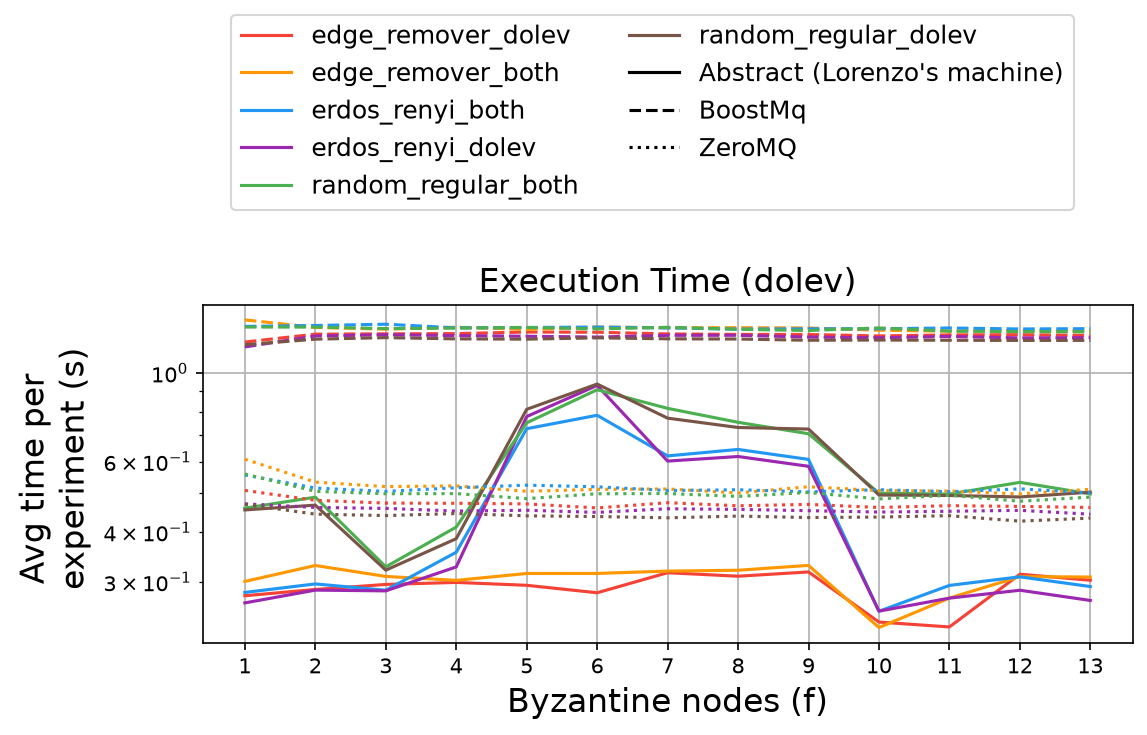 edge_remover_dolev
edge_remover_both
erdos_renyi_both
erdos_renyi_dolev
random_regular_both
random_regular_dolev
Abstract (Lorenzo's machine)
BoostMq
ZeroMQ
Execution Time (dolev)
Avg time per
experiment (s)
10⁰
6 × 10⁻¹
4 × 10⁻¹
3 × 10⁻¹
1 2 3 4 5 6 7 8 9 10 11 12 13
Byzantine nodes (f)